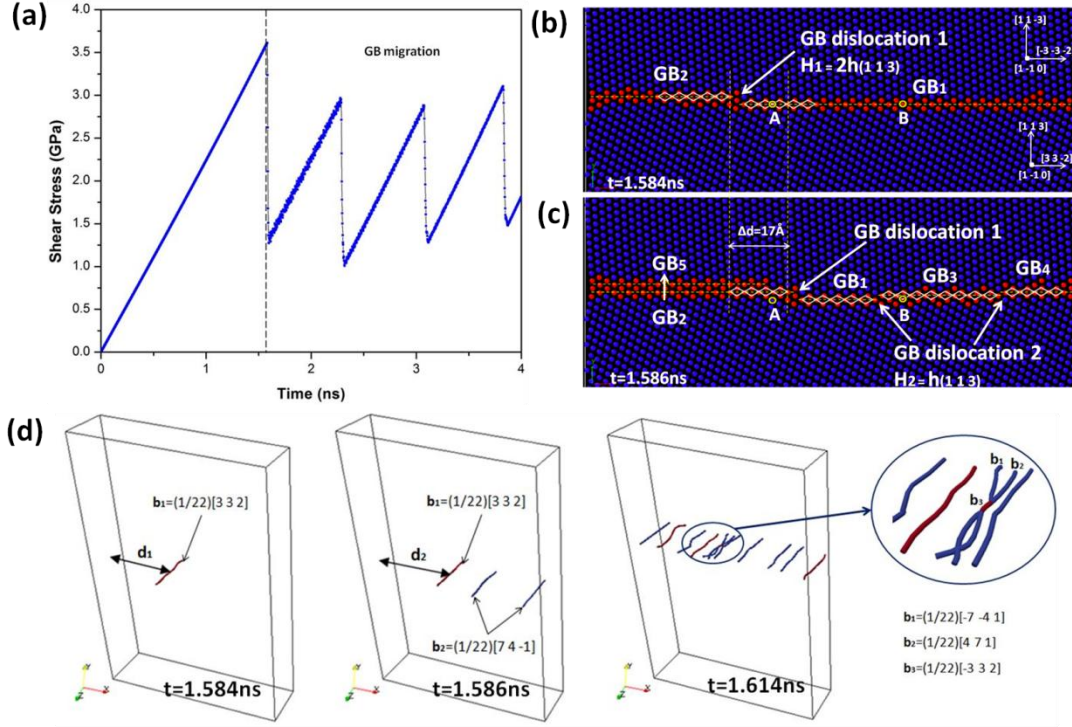 (a)
4.0
3.5
3.0
2.5
2.0
1.5
1.0
0.5
0.0
Shear Stress (GPa)
GB migration
0
1
2
3
4
Time (ns)
(b)
GB dislocation 1
H₁ = 2h(1 1 3)
GB₂
GB₁
A
B
[1 1 -3]
[-3 -3 -2]
[1 -1 0]
[1 1 3]
[3 3 -2]
[1 -1 0]
t=1.584ns
(c)
Δd=17Å
GB dislocation 1
GB₅
GB₂
GB₁
GB₃
GB₄
A
B
GB dislocation 2
H₂ = h(1 1 3)
t=1.586ns
(d)
b₁=(1/22)[3 3 2]
d₁
Y
Z
X
t=1.584ns
b₁=(1/22)[3 3 2]
d₂
b₂=(1/22)[7 4 -1]
Y
Z
X
t=1.586ns
Y
Z
X
t=1.614ns
b₁
b₂
b₃
b₁=(1/22)[-7 -4 1]
b₂=(1/22)[4 7 1]
b₃=(1/22)[-3 3 2]